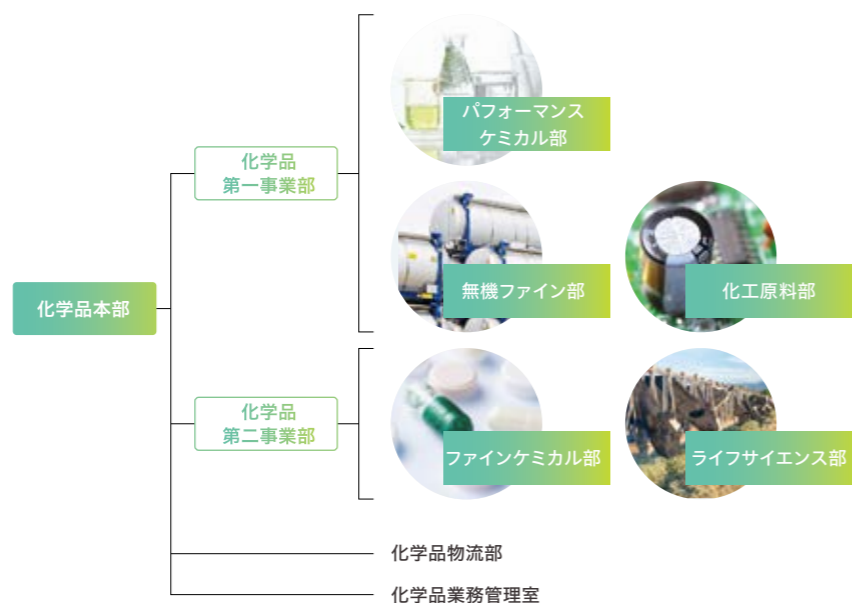 化学品本部
化学品
第一事業部
パフォーマンス
ケミカル部
無機ファイン部
化工原料部
化学品
第二事業部
ファインケミカル部
ライフサイエンス部
化学品物流部
化学品業務管理室